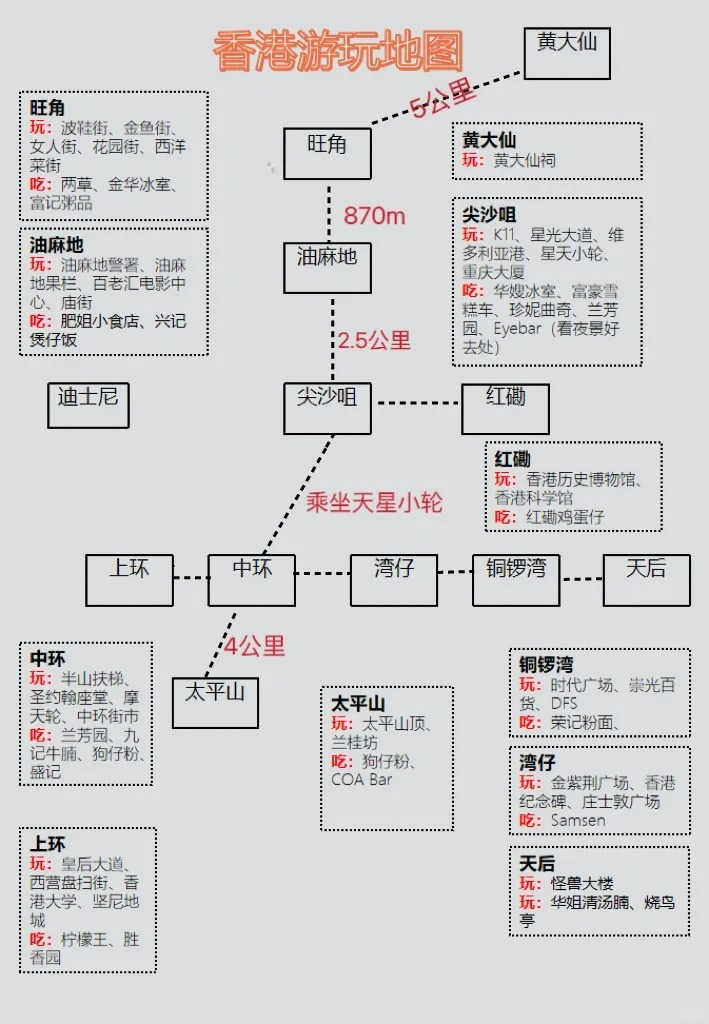 香港游玩地图
黄大仙
5公里
旺角
870m
油麻地
2.5公里
迪士尼
尖沙咀
红磡
乘坐天星小轮
上环
中环
湾仔
铜锣湾
天后
4公里
太平山
旺角
玩：波鞋街、金鱼街、
女人街、花园街、西洋
菜街
吃：两草、金华冰室、
富记粥品
油麻地
玩：油麻地警署、油麻
地果栏、百老汇电影中
心、庙街
吃：肥姐小食店、兴记
煲仔饭
黄大仙
玩：黄大仙祠
尖沙咀
玩：K11、星光大道、维
多利亚港、星天小轮、
重庆大厦
吃：华嫂冰室、富豪雪
糕车、珍妮曲奇、兰芳
园、Eyebar（看夜景好
去处）
红磡
玩：香港历史博物馆、
香港科学馆
吃：红磡鸡蛋仔
中环
玩：半山扶梯、
圣约翰座堂、摩
天轮、中环街市
吃：兰芳园、九
记牛腩、狗仔粉、
盛记
上环
玩：皇后大道、
西营盘扫街、香
港大学、坚尼地
城
吃：柠檬王、胜
香园
太平山
玩：太平山顶、
兰桂坊
吃：狗仔粉、
COA Bar
铜锣湾
玩：时代广场、崇光百
货、DFS
吃：荣记粉面、
湾仔
玩：金紫荆广场、香港
纪念碑、庄士敦广场
吃：Samsen
天后
玩：怪兽大楼
玩：华姐清汤腩、烧鸟
亭